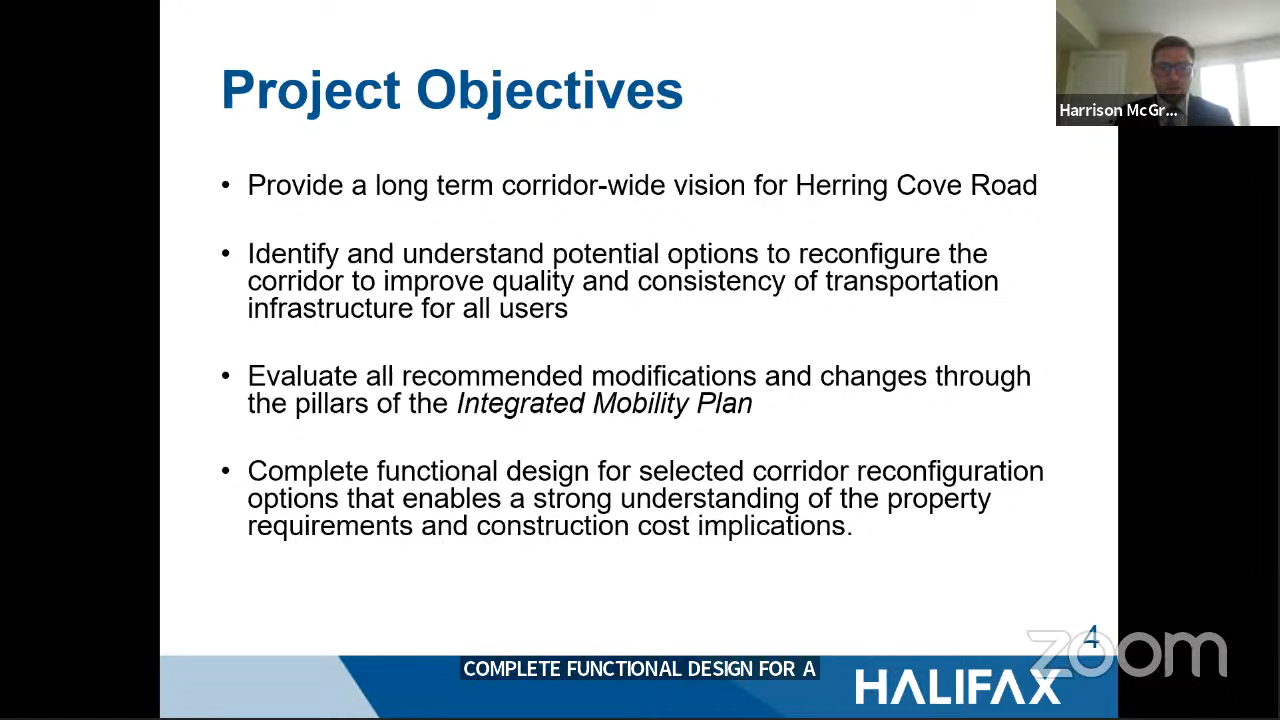 Project Objectives
Harrison McGr...
• Provide a long term corridor-wide vision for Herring Cove Road
• Identify and understand potential options to reconfigure the
corridor to improve quality and consistency of transportation
infrastructure for all users
• Evaluate all recommended modifications and changes through
the pillars of the Integrated Mobility Plan
• Complete functional design for selected corridor reconfiguration
options that enables a strong understanding of the property
requirements and construction cost implications.
4
zoom
COMPLETE FUNCTIONAL DESIGN FOR A
HALIFAX